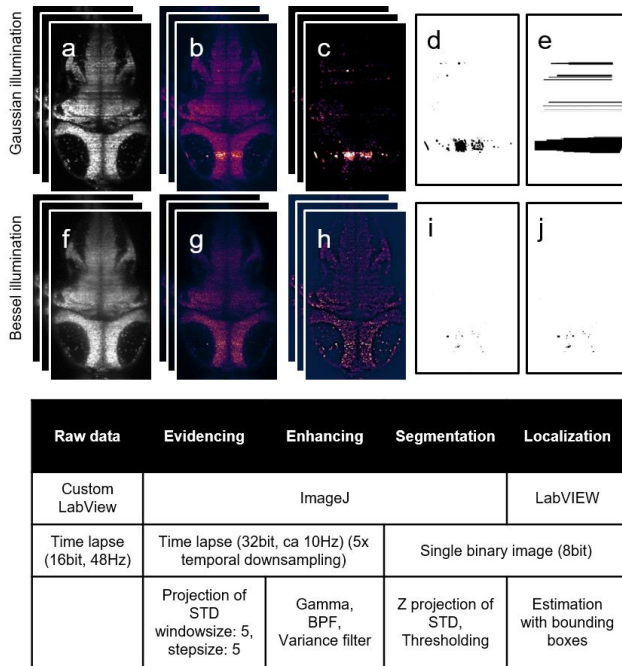 Gaussian illumination
a
b
c
d
e
Bessel illumination
f
g
h
i
j
Raw data
Evidencing
Enhancing
Segmentation
Localization
Custom
LabView
ImageJ
LabVIEW
Time lapse
(16bit, 48Hz)
Time lapse (32bit, ca 10Hz) (5x
temporal downsampling)
Single binary image (8bit)
Projection of
STD
windowsize: 5,
stepsize: 5
Gamma,
BPF,
Variance filter
Z projection of
STD,
Thresholding
Estimation
with bounding
boxes